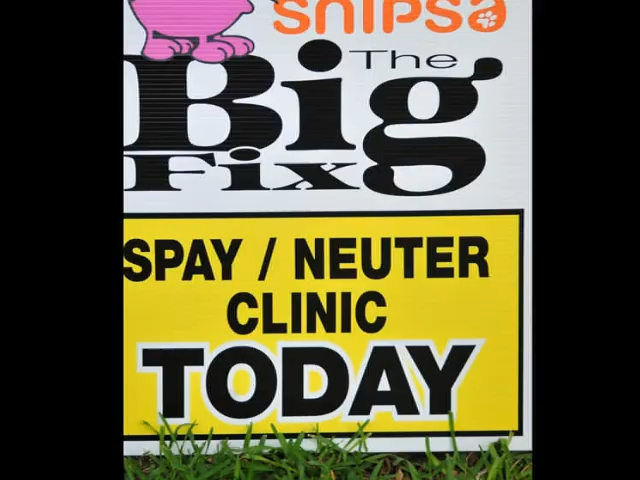 snipsa
The
Big
Fix
SPAY / NEUTER
CLINIC
TODAY